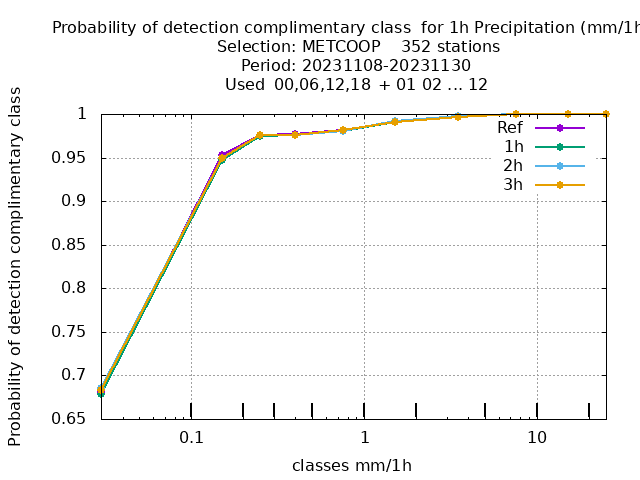 Probability of detection complimentary class  for 1h Precipitation (mm/1h
Selection: METCOOP    352 stations
Period: 20231108-20231130
Used  00,06,12,18  + 01 02 ... 12
Probability of detection complimentary class
1
0.95
0.9
0.85
0.8
0.75
0.7
0.65
Ref
1h
2h
3h
0.1
1
10
classes mm/1h